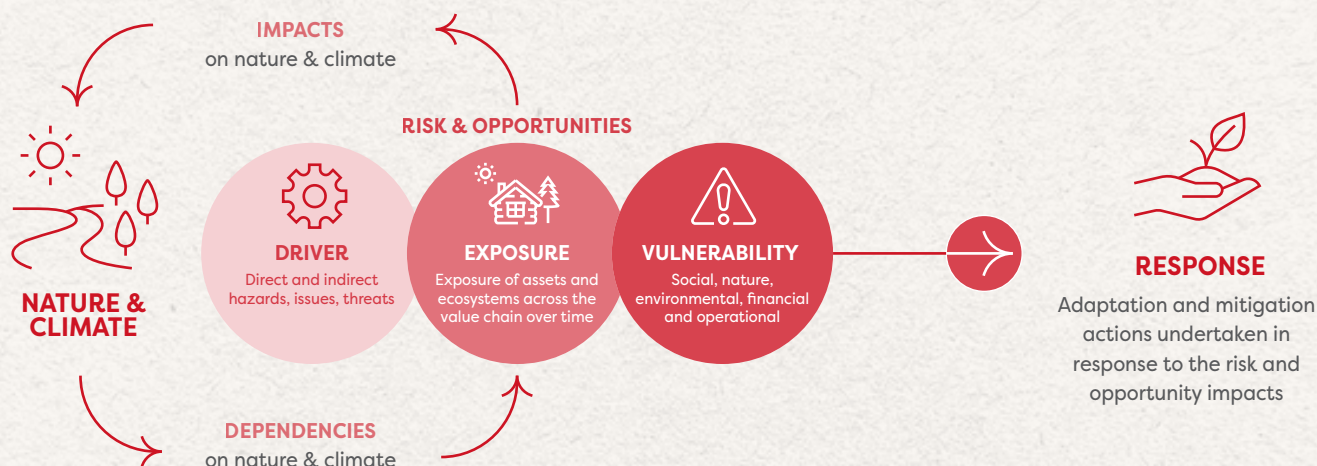 IMPACTS
on nature & climate
RISK & OPPORTUNITIES
NATURE &
CLIMATE
DRIVER
Direct and indirect
hazards, issues, threats
EXPOSURE
Exposure of assets and
ecosystems across the
value chain over time
VULNERABILITY
Social, nature,
environmental, financial
and operational
RESPONSE
Adaptation and mitigation
actions undertaken in
response to the risk and
opportunity impacts
DEPENDENCIES
on nature & climate